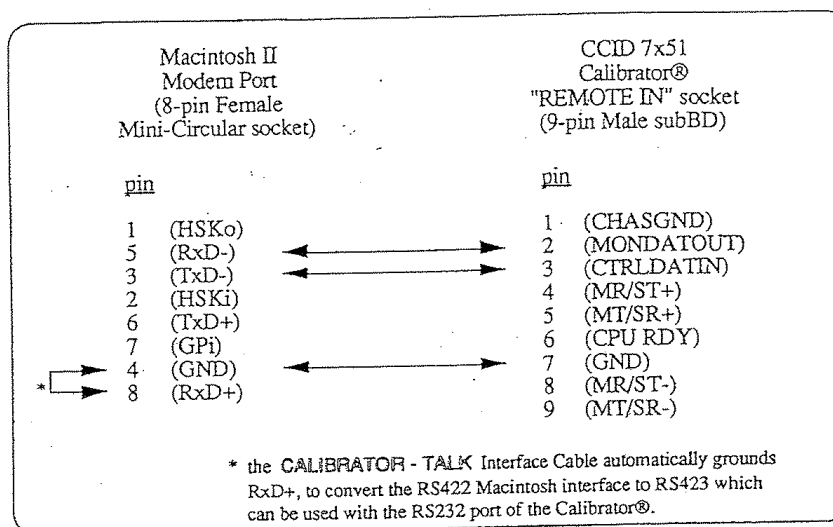 Macintosh II
Modem Port
(8-pin Female
Mini-Circular socket)
CCID 7x51
Calibrator®
"REMOTE IN" socket
(9-pin Male subBD)
pin
1 (HSKo)
5 (RxD-)
3 (TxD-)
2 (HSKi)
6 (TxD+)
7 (GPi)
4 (GND)
* 8 (RxD+)
pin
1 (CHASGND)
2 (MONDATOUT)
3 (CTRLDATIN)
4 (MR/ST+)
5 (MT/SR+)
6 (CPU RDY)
7 (GND)
8 (MR/ST-)
9 (MT/SR-)
* the CALIBRATOR - TALK Interface Cable automatically grounds
RxD+, to convert the RS422 Macintosh interface to RS423 which
can be used with the RS232 port of the Calibrator®.